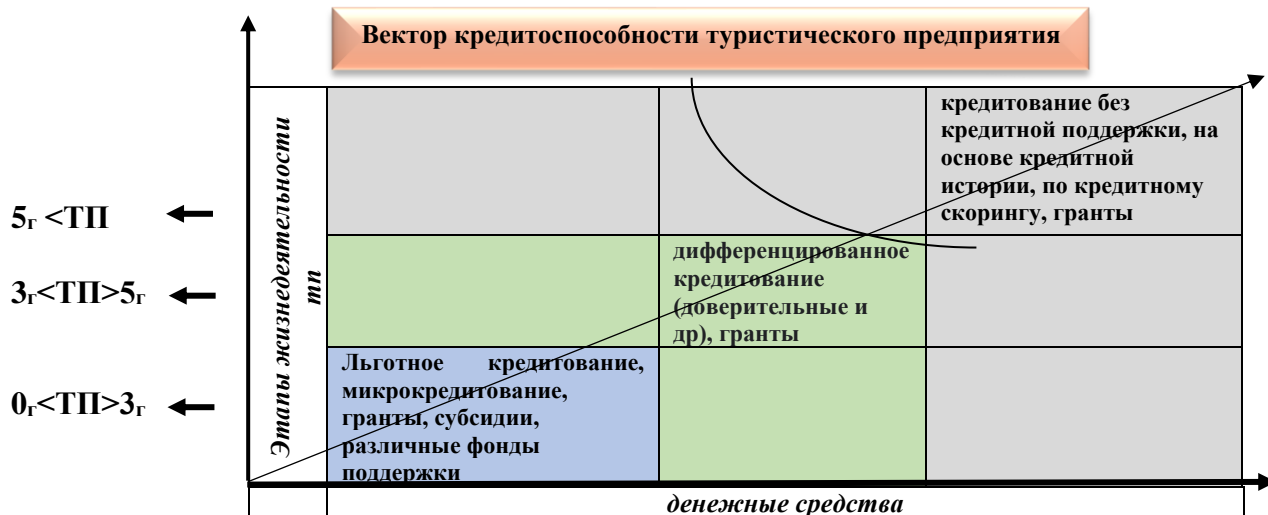 Вектор кредитоспособности туристического предприятия
Этапы жизнедеятельности
тп
кредитование без
кредитной поддержки, на
основе кредитной
истории, по кредитному
скорингу, гранты
5г <ТП
дифференцированное
кредитование
(доверительные и
др), гранты
3г<ТП>5г
Льготное кредитование,
микрокредитование,
гранты, субсидии,
различные фонды
поддержки
0г<ТП>3г
денежные средства